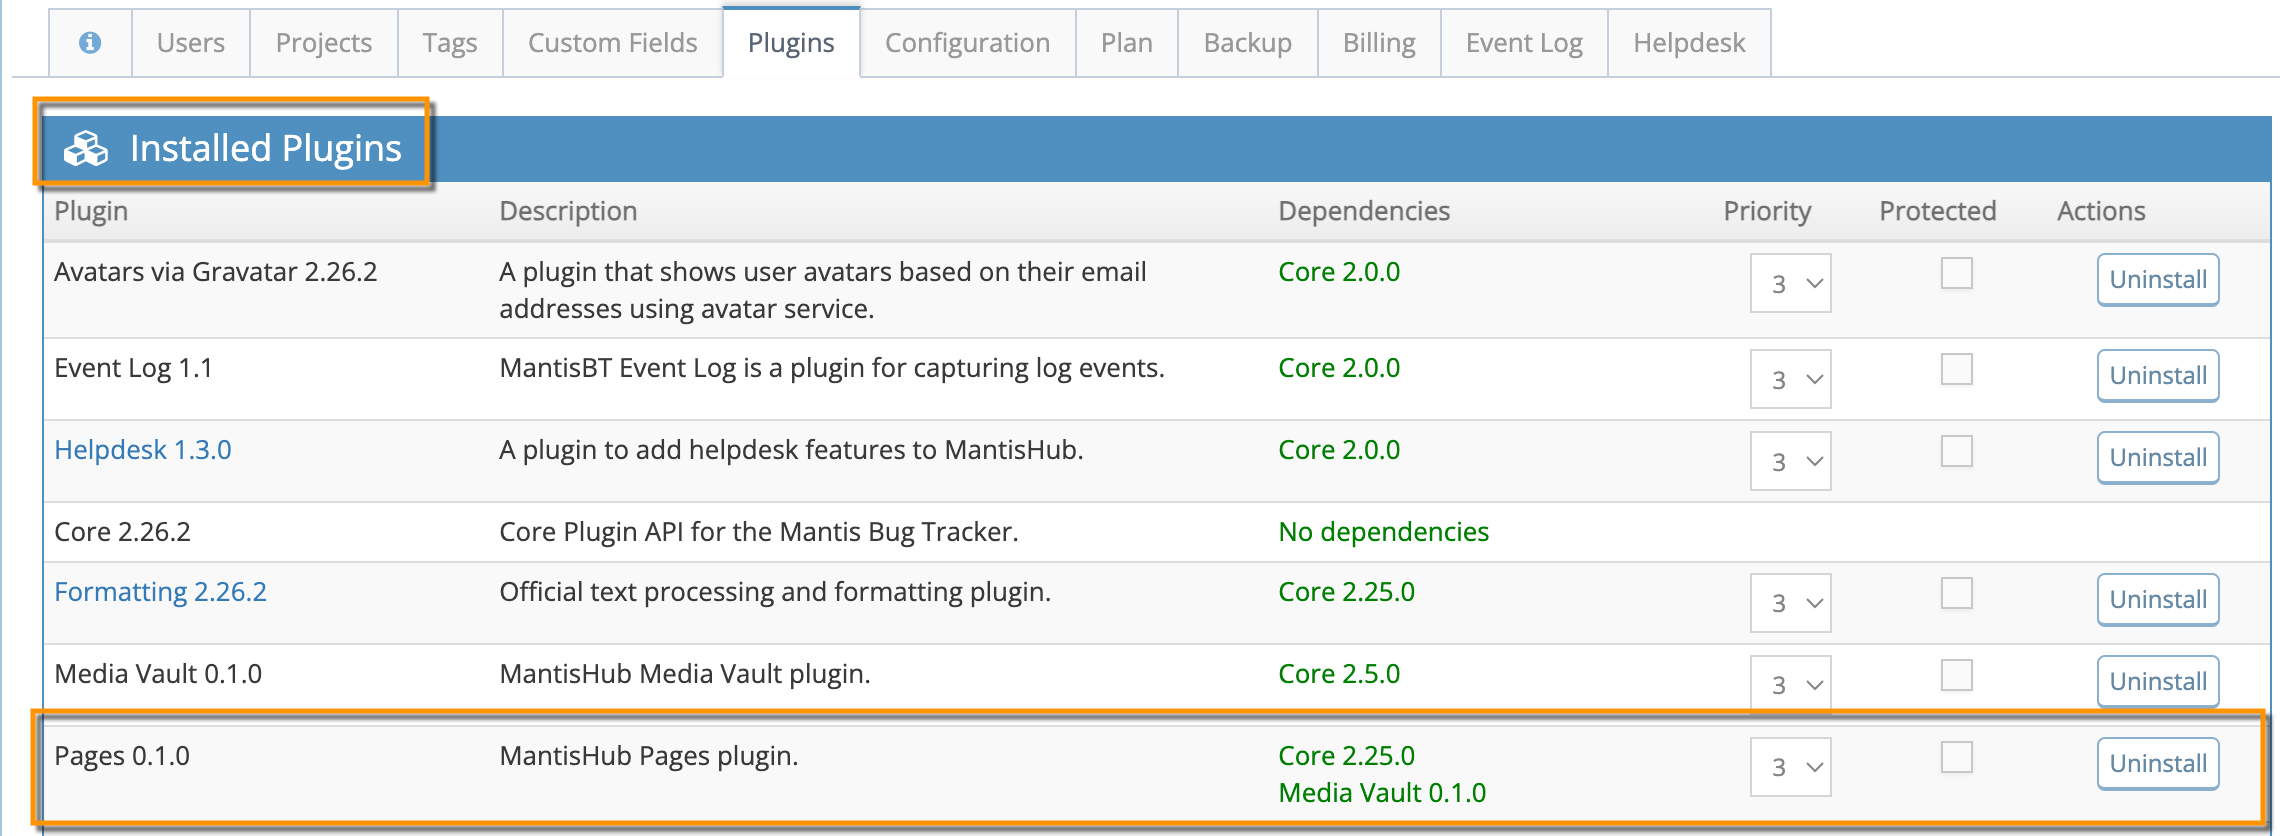 Users Projects Tags Custom Fields Plugins Configuration Plan Backup Billing Event Log Helpdesk
Installed Plugins
Plugin Description Dependencies Priority Protected Actions
Avatars via Gravatar 2.26.2 A plugin that shows user avatars based on their email Core 2.0.0 3 Uninstall
addresses using avatar service.
Event Log 1.1 MantisBT Event Log is a plugin for capturing log events. Core 2.0.0 3 Uninstall
Helpdesk 1.3.0 A plugin to add helpdesk features to MantisHub. Core 2.0.0 3 Uninstall
Core 2.26.2 Core Plugin API for the Mantis Bug Tracker. No dependencies
Formatting 2.26.2 Official text processing and formatting plugin. Core 2.25.0 3 Uninstall
Media Vault 0.1.0 MantisHub Media Vault plugin. Core 2.5.0 3 Uninstall
Pages 0.1.0 MantisHub Pages plugin. Core 2.25.0 3 Uninstall
Media Vault 0.1.0